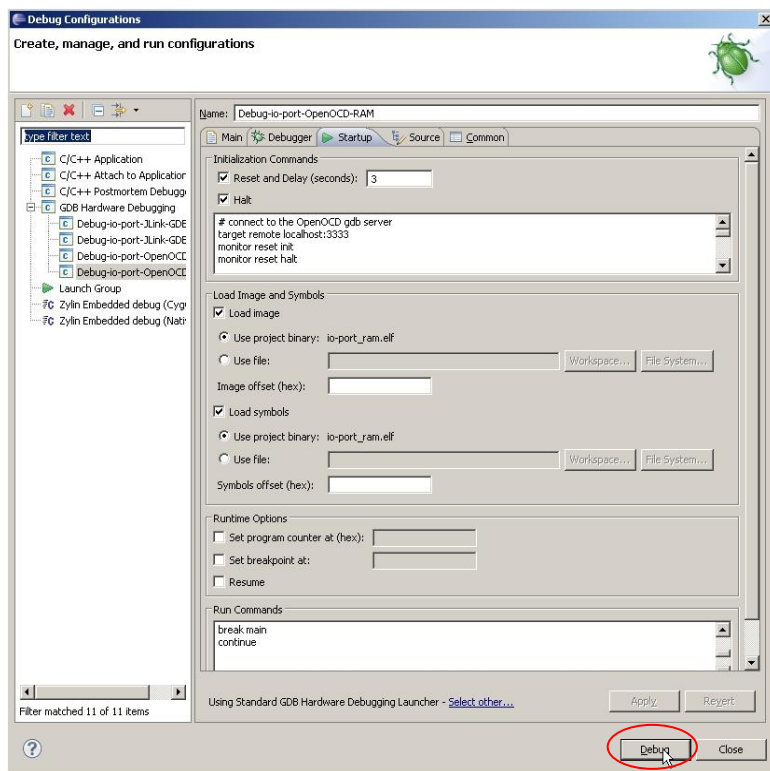 Debug Configurations
Create, manage, and run configurations
type filter text
C/C++ Application
C/C++ Attach to Application
C/C++ Postmortem Debugg
GDB Hardware Debugging
Debug-io-port-JLink-GDB
Debug-io-port-JLink-GDB
Debug-io-port-OpenOCD
Debug-io-port-OpenOCD
Launch Group
Zylin Embedded debug (Cyg
Zylin Embedded debug (Nati
Filter matched 11 of 11 items
Name: Debug-io-port-OpenOCD-RAM
Main Debugger Startup Source Common
Initialization Commands
Reset and Delay (seconds): 3
Halt
# connect to the OpenOCD gdb server
target remote localhost:3333
monitor reset init
monitor reset halt
Load Image and Symbols
Load image
Use project binary: io-port_ram.elf
Use file: Workspace... File System...
Image offset (hex):
Load symbols
Use project binary: io-port_ram.elf
Use file: Workspace... File System...
Symbols offset (hex):
Runtime Options
Set program counter at (hex):
Set breakpoint at:
Resume
Run Commands
break main
continue
Using Standard GDB Hardware Debugging Launcher - Select other...
Apply Revert
Debug Close